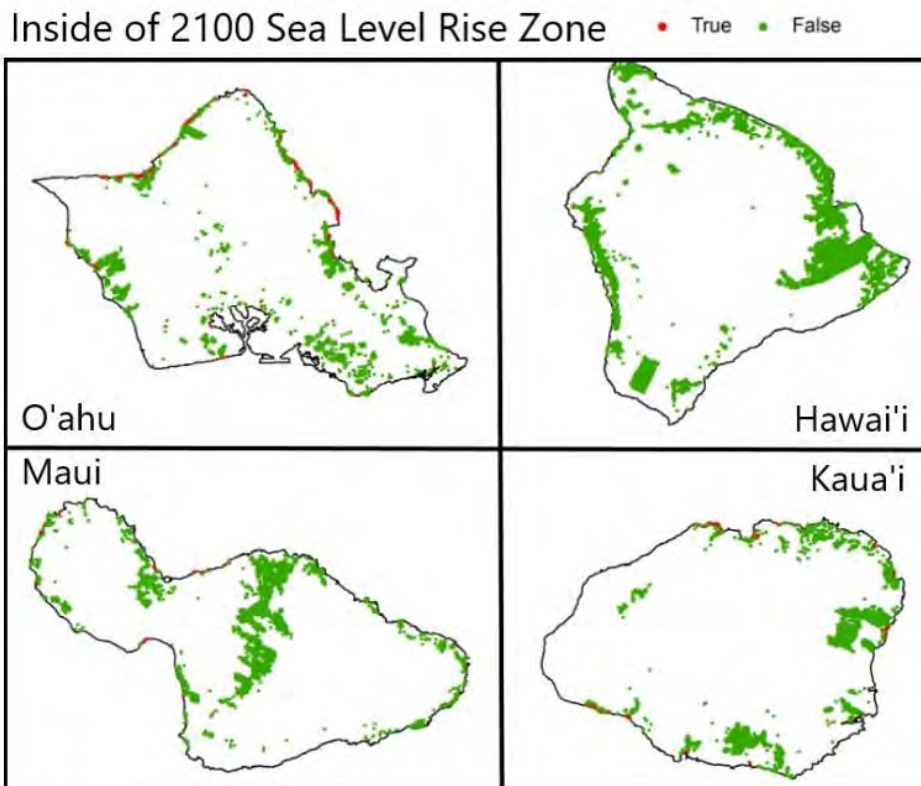 Inside of 2100 Sea Level Rise Zone
True False
O'ahu
Hawai'i
Maui
Kaua'i